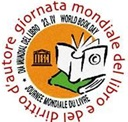 giornata mondiale del libro e del diritto d'autore
DIA MUNDIAL DEL LIBRO
23. IV WORLD BOOK DAY
JOURNÉE MONDIALE DU LIVRE